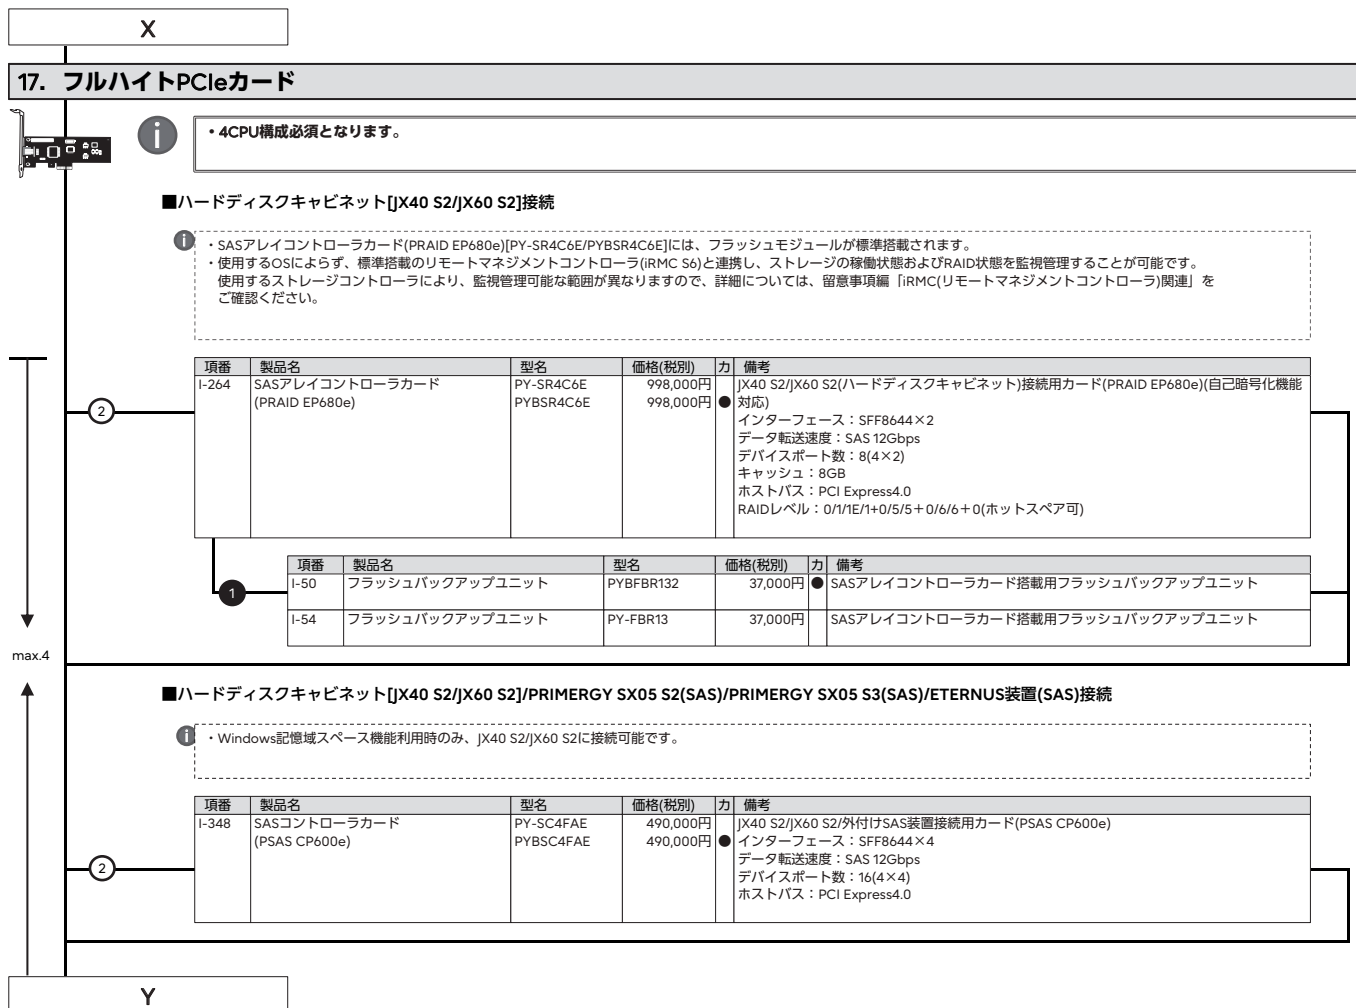 X
17. フルハイトPCIeカード
・4CPU構成必須となります。
■ハードディスクキャビネット[JX40 S2/JX60 S2]接続
・SASアレイコントローラカード(PRAID EP680e)[PY-SR4C6E/PYBSR4C6E]には、フラッシュモジュールが標準搭載されます。
・使用するOSによらず、標準搭載のリモートマネジメントコントローラ(iRMC S6)と連携し、ストレージの稼働状態およびRAID状態を監視管理することが可能です。
使用するストレージコントローラにより、監視管理可能な範囲が異なりますので、詳細については、留意事項編「iRMC(リモートマネジメントコントローラ)関連」を
ご確認ください。
項番 製品名 型名 価格(税別) カ 備考
I-264 SASアレイコントローラカード PY-SR4C6E 998,000円 JX40 S2/JX60 S2(ハードディスクキャビネット)接続用カード(PRAID EP680e)(自己暗号化機能
(PRAID EP680e) PYBSR4C6E 998,000円 ● 対応)
インターフェース：SFF8644×2
データ転送速度：SAS 12Gbps
デバイスポート数：8(4×2)
キャッシュ：8GB
ホストバス：PCI Express4.0
RAIDレベル：0/1/1E/1+0/5/5＋0/6/6＋0(ホットスペア可)
2
項番 製品名 型名 価格(税別) カ 備考
1
I-50 フラッシュバックアップユニット PYBFBR132 37,000円 ● SASアレイコントローラカード搭載用フラッシュバックアップユニット
I-54 フラッシュバックアップユニット PY-FBR13 37,000円 SASアレイコントローラカード搭載用フラッシュバックアップユニット
max.4
■ハードディスクキャビネット[JX40 S2/JX60 S2]/PRIMERGY SX05 S2(SAS)/PRIMERGY SX05 S3(SAS)/ETERNUS装置(SAS)接続
・Windows記憶域スペース機能利用時のみ、JX40 S2/JX60 S2に接続可能です。
項番 製品名 型名 価格(税別) カ 備考
I-348 SASコントローラカード PY-SC4FAE 490,000円 JX40 S2/JX60 S2/外付けSAS装置接続用カード(PSAS CP600e)
(PSAS CP600e) PYBSC4FAE 490,000円 ● インターフェース：SFF8644×4
データ転送速度：SAS 12Gbps
2
デバイスポート数：16(4×4)
ホストバス：PCI Express4.0
Y